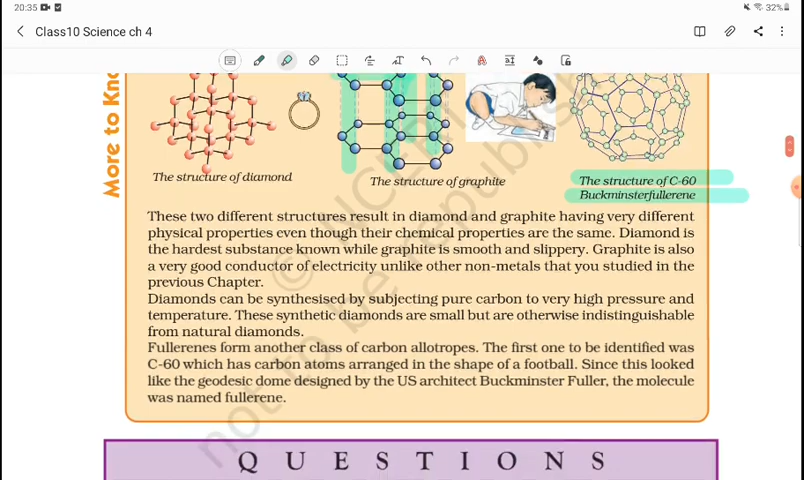 20:35
32%
Class10 Science ch 4
More to Kno
The structure of diamond
The structure of graphite
The structure of C-60
Buckminsterfullerene
These two different structures result in diamond and graphite having very different
physical properties even though their chemical properties are the same. Diamond is
the hardest substance known while graphite is smooth and slippery. Graphite is also
a very good conductor of electricity unlike other non-metals that you studied in the
previous Chapter.
Diamonds can be synthesised by subjecting pure carbon to very high pressure and
temperature. These synthetic diamonds are small but are otherwise indistinguishable
from natural diamonds.
Fullerenes form another class of carbon allotropes. The first one to be identified was
C-60 which has carbon atoms arranged in the shape of a football. Since this looked
like the geodesic dome designed by the US architect Buckminster Fuller, the molecule
was named fullerene.
© NCERT
not to be republish
QUESTIONS